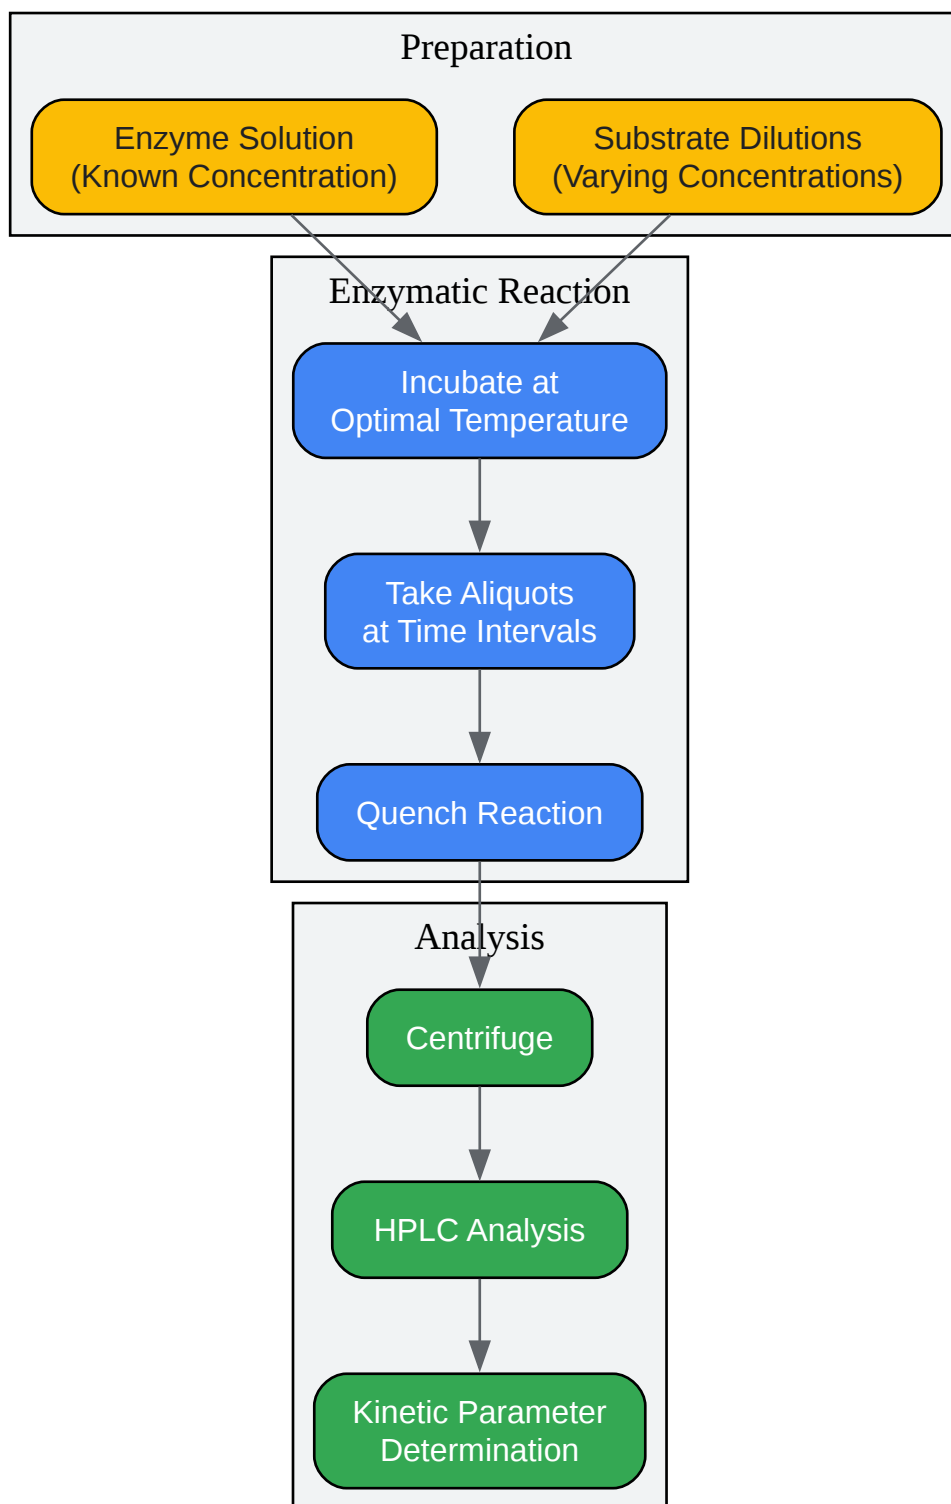 Preparation
Enzyme Solution
(Known Concentration)
Substrate Dilutions
(Varying Concentrations)
Enzymatic Reaction
Incubate at
Optimal Temperature
Take Aliquots
at Time Intervals
Quench Reaction
Analysis
Centrifuge
HPLC Analysis
Kinetic Parameter
Determination